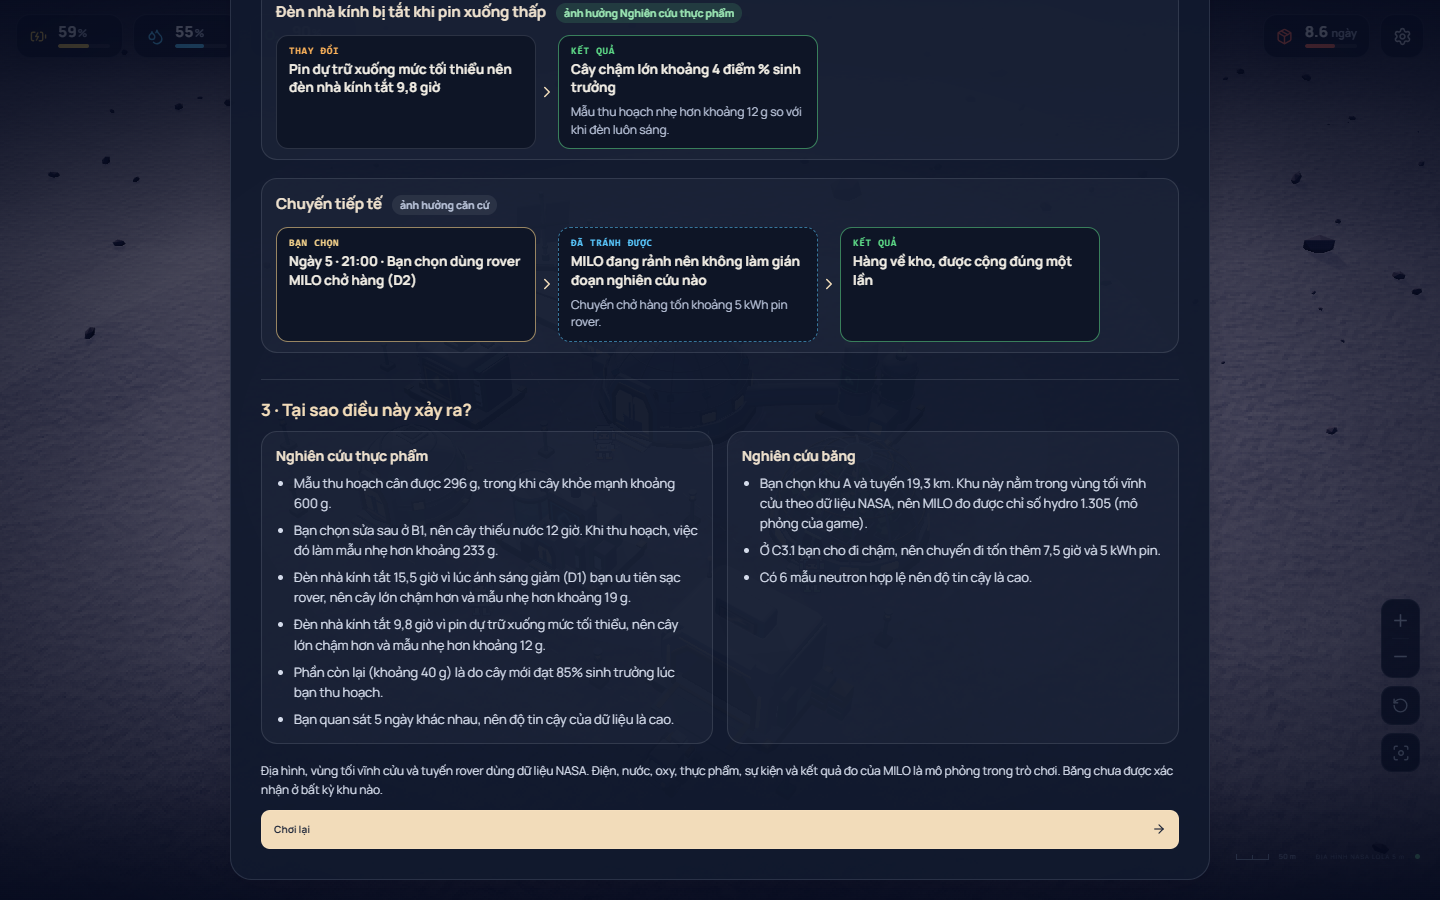 59%
55%
8.6 ngày
Đèn nhà kính bị tắt khi pin xuống thấp ảnh hưởng Nghiên cứu thực phẩm
THAY ĐỔI
Pin dự trữ xuống mức tối thiểu nên
đèn nhà kính tắt 9,8 giờ
KẾT QUẢ
Cây chậm lớn khoảng 4 điểm % sinh
trưởng
Mẫu thu hoạch nhẹ hơn khoảng 12 g so với
khi đèn luôn sáng.
Chuyến tiếp tế ảnh hưởng căn cứ
BẠN CHỌN
Ngày 5 · 21:00 · Bạn chọn dùng rover
MILO chở hàng (D2)
ĐÃ TRÁNH ĐƯỢC
MILO đang rảnh nên không làm gián
đoạn nghiên cứu nào
Chuyến chở hàng tốn khoảng 5 kWh pin
rover.
KẾT QUẢ
Hàng về kho, được cộng đúng một
lần
3 · Tại sao điều này xảy ra?
Nghiên cứu thực phẩm
Mẫu thu hoạch cân được 296 g, trong khi cây khỏe mạnh khoảng
600 g.
Bạn chọn sửa sau ở B1, nên cây thiếu nước 12 giờ. Khi thu hoạch, việc
đó làm mẫu nhẹ hơn khoảng 233 g.
Đèn nhà kính tắt 15,5 giờ vì lúc ánh sáng giảm (D1) bạn ưu tiên sạc
rover, nên cây lớn chậm hơn và mẫu nhẹ hơn khoảng 19 g.
Đèn nhà kính tắt 9,8 giờ vì pin dự trữ xuống mức tối thiểu, nên cây
lớn chậm hơn và mẫu nhẹ hơn khoảng 12 g.
Phần còn lại (khoảng 40 g) là do cây mới đạt 85% sinh trưởng lúc
bạn thu hoạch.
Bạn quan sát 5 ngày khác nhau, nên độ tin cậy của dữ liệu là cao.
Nghiên cứu băng
Bạn chọn khu A và tuyến 19,3 km. Khu này nằm trong vùng tối vĩnh
cửu theo dữ liệu NASA, nên MILO đo được chỉ số hydro 1.305 (mô
phỏng của game).
Ở C3.1 bạn cho đi chậm, nên chuyến đi tốn thêm 7,5 giờ và 5 kWh pin.
Có 6 mẫu neutron hợp lệ nên độ tin cậy là cao.
Địa hình, vùng tối vĩnh cửu và tuyến rover dùng dữ liệu NASA. Điện, nước, oxy, thực phẩm, sự kiện và kết quả đo của MILO là mô phỏng trong trò chơi. Băng chưa được xác
nhận ở bất kỳ khu nào.
Chơi lại
50 m